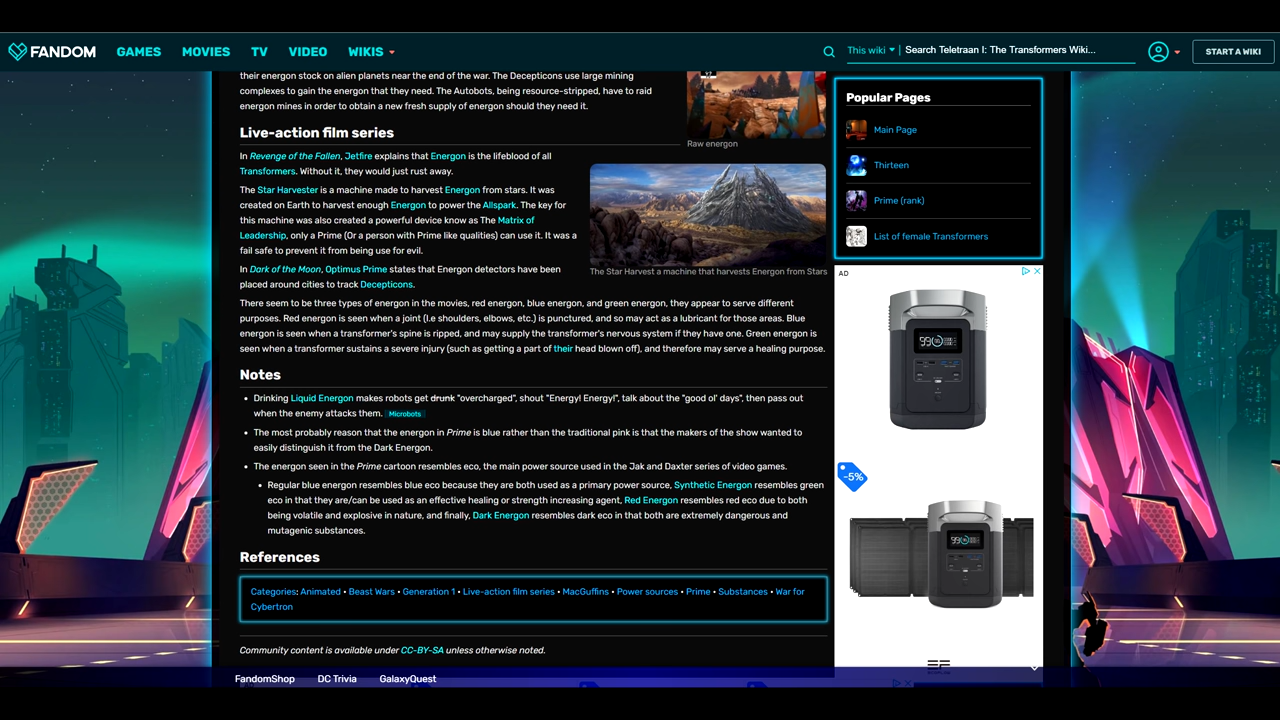 FANDOM
GAMES
MOVIES
TV
VIDEO
WIKIS
This wiki
Search Teletraan I: The Transformers Wiki...
START A WIKI
their energon stock on alien planets near the end of the war. The Decepticons use large mining
complexes to gain the energon that they need. The Autobots, being resource-stripped, have to raid
energon mines in order to obtain a new fresh supply of energon should they need it.
Raw energon
Live-action film series
In Revenge of the Fallen, Jetfire explains that Energon is the lifeblood of all
Transformers. Without it, they would just rust away.
The Star Harvester is a machine made to harvest Energon from stars. It was
created on Earth to harvest enough Energon to power the Allspark. The key for
this machine was also created a powerful device know as The Matrix of
Leadership, only a Prime (Or a person with Prime like qualities) can use it. It was a
fail safe to prevent it from being use for evil.
The Star Harvest a machine that harvests Energon from Stars
In Dark of the Moon, Optimus Prime states that Energon detectors have been
placed around cities to track Decepticons.
There seem to be three types of energon in the movies, red energon, blue energon, and green energon, they appear to serve different
purposes. Red energon is seen when a joint (I.e shoulders, elbows, etc.) is punctured, and so may act as a lubricant for those areas. Blue
energon is seen when a transformer's spine is ripped, and may supply the transformer's nervous system if they have one. Green energon is
seen when a transformer sustains a severe injury (such as getting a part of their head blown off), and therefore may serve a healing purpose.
Notes
Drinking Liquid Energon makes robots get drunk "overcharged", shout "Energy! Energy!", talk about the "good ol' days", then pass out
when the enemy attacks them. Microbots
The most probably reason that the energon in Prime is blue rather than the traditional pink is that the makers of the show wanted to
easily distinguish it from the Dark Energon.
The energon seen in the Prime cartoon resembles eco, the main power source used in the Jak and Daxter series of video games.
Regular blue energon resembles blue eco because they are both used as a primary power source, Synthetic Energon resembles green
eco in that they are/can be used as an effective healing or strength increasing agent, Red Energon resembles red eco due to both
being volatile and explosive in nature, and finally, Dark Energon resembles dark eco in that both are extremely dangerous and
mutagenic substances.
References
Categories: Animated • Beast Wars • Generation 1 • Live-action film series • MacGuffins • Power sources • Prime • Substances • War for
Cybertron
Community content is available under CC-BY-SA unless otherwise noted.
Popular Pages
Main Page
Thirteen
Prime (rank)
List of female Transformers
AD
99
-5%
99
FandomShop
DC Trivia
GalaxyQuest